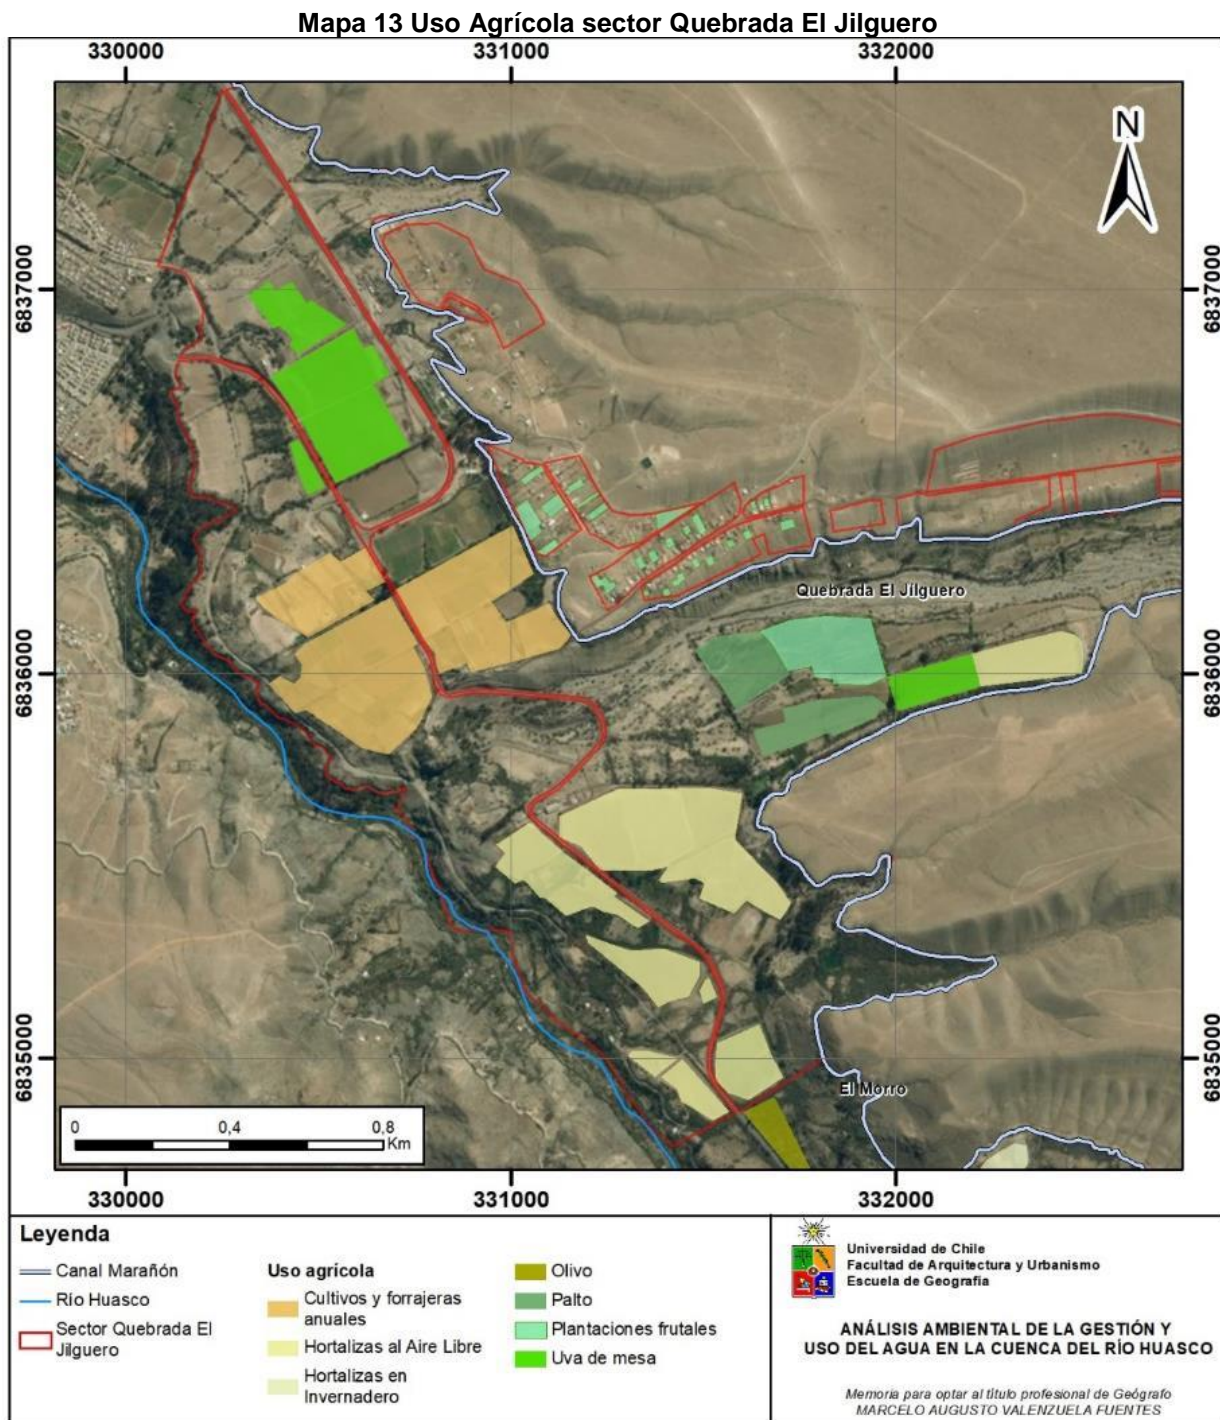 Mapa 13 Uso Agrícola sector Quebrada El Jilguero
330000 331000 332000
N
6837000 6837000
Quebrada El Jilguero
6836000 6836000
6835000 6835000
El Morro
0 0,4 0,8
Km
330000 331000 332000
Leyenda
Canal Marañón
Río Huasco
Sector Quebrada El
Jilguero
Uso agrícola
Cultivos y forrajeras
anuales
Hortalizas al Aire Libre
Hortalizas en
Invernadero
Olivo
Palto
Plantaciones frutales
Uva de mesa
Universidad de Chile
Facultad de Arquitectura y Urbanismo
Escuela de Geografía
ANÁLISIS AMBIENTAL DE LA GESTIÓN Y
USO DEL AGUA EN LA CUENCA DEL RÍO HUASCO
Memoria para optar al título profesional de Geógrafo
MARCELO AUGUSTO VALENZUELA FUENTES